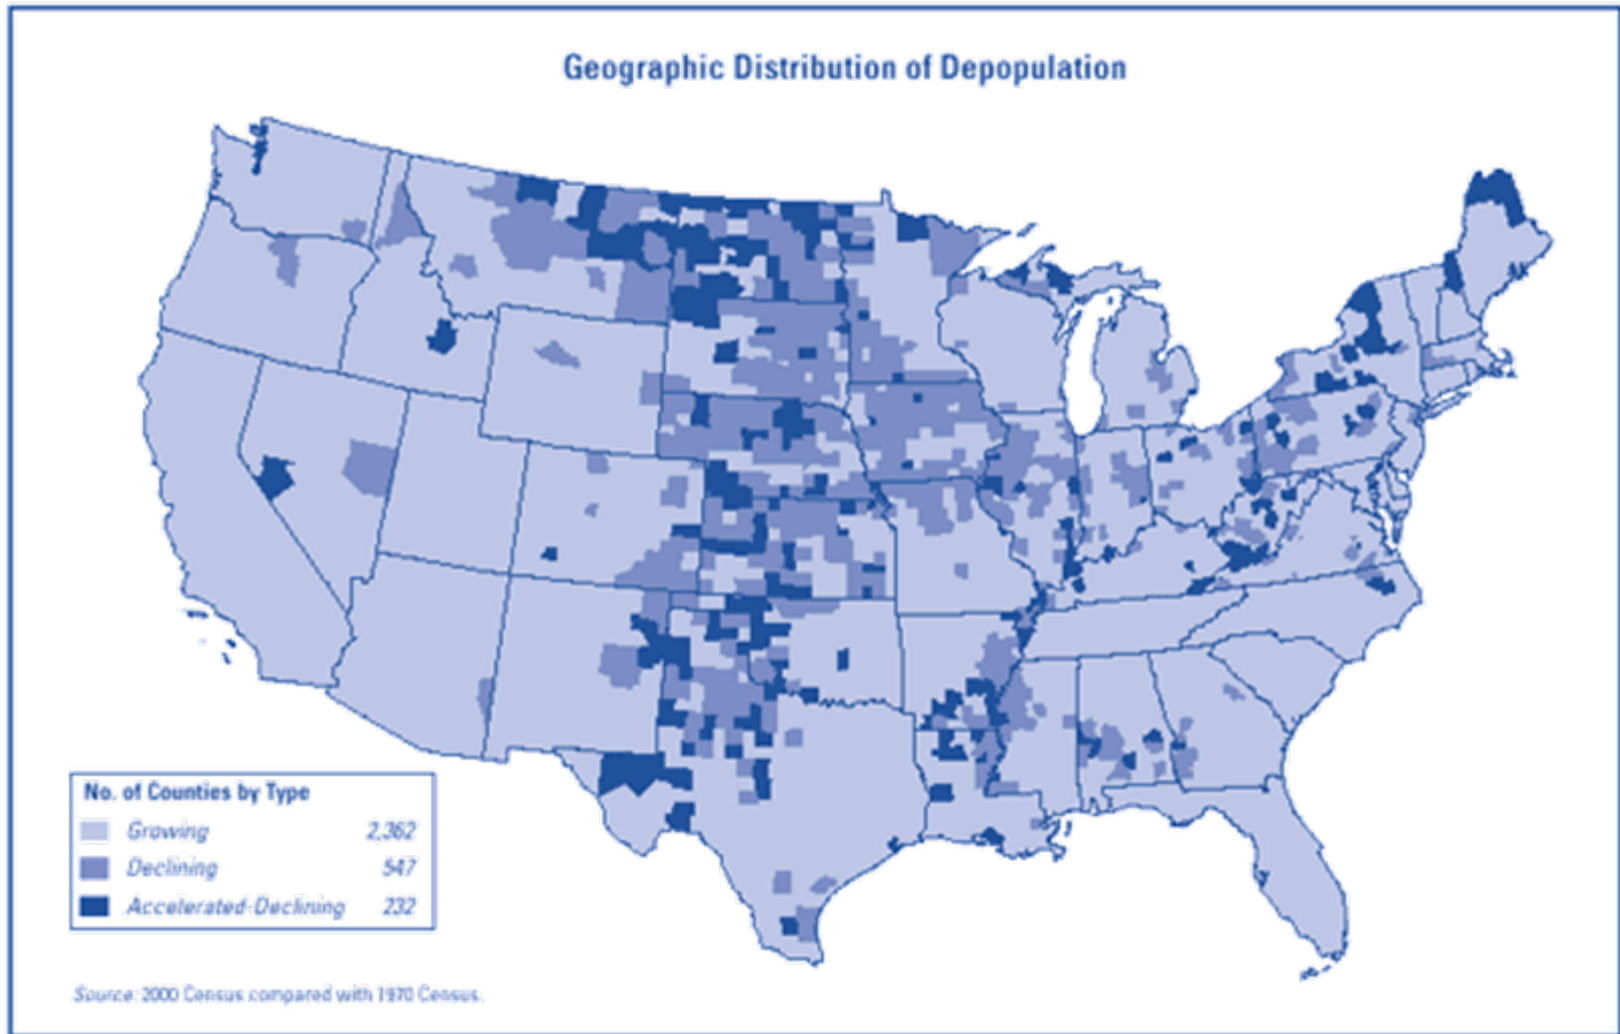 Geographic Distribution of Depopulation
No. of Counties by Type
Growing 2,362
Declining 547
Accelerated-Declining 232
Source: 2000 Census compared with 1970 Census.